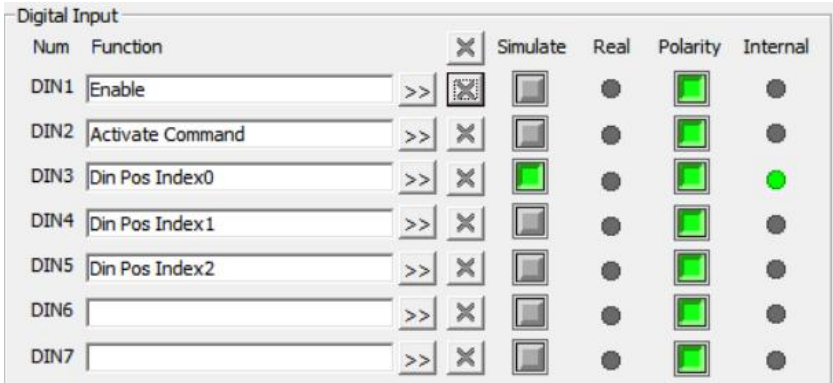 Digital Input
Num Function Simulate Real Polarity Internal
DIN1 Enable >>
DIN2 Activate Command >>
DIN3 Din Pos Index0 >>
DIN4 Din Pos Index1 >>
DIN5 Din Pos Index2 >>
DIN6 >>
DIN7 >>